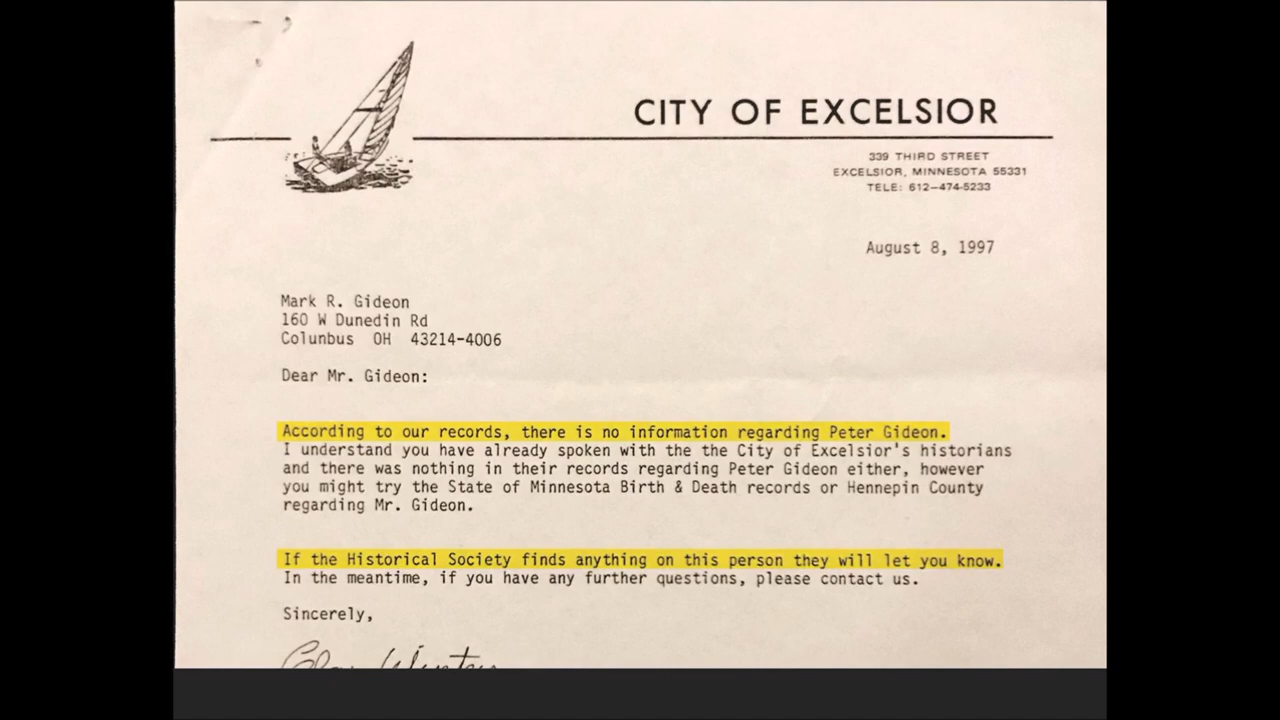 CITY OF EXCELSIOR
339 THIRD STREET
EXCELSIOR, MINNESOTA 55331
TELE: 612-474-5233
August 8, 1997
Mark R. Gideon
160 W Dunedin Rd
Colunbus OH 43214-4006
Dear Mr. Gideon:
According to our records, there is no information regarding Peter Gideon.
I understand you have already spoken with the the City of Excelsior's historians
and there was nothing in their records regarding Peter Gideon either, however
you might try the State of Minnesota Birth & Death records or Hennepin County
regarding Mr. Gideon.
If the Historical Society finds anything on this person they will let you know.
In the meantime, if you have any further questions, please contact us.
Sincerely,